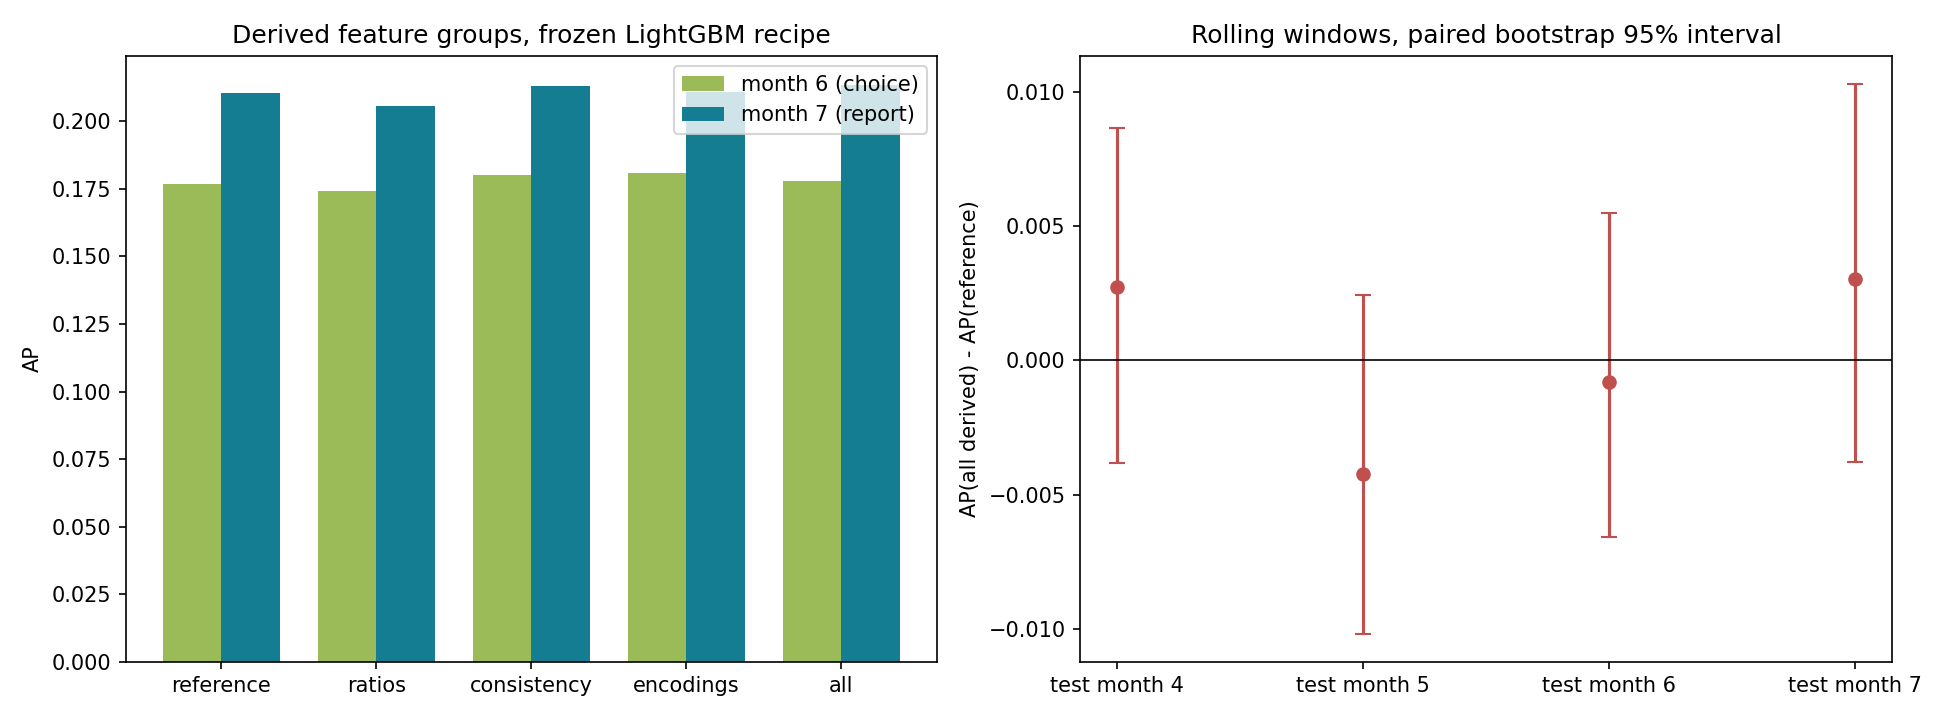 Derived feature groups, frozen LightGBM recipe
month 6 (choice)
month 7 (report)
AP
0.200
0.175
0.150
0.125
0.100
0.075
0.050
0.025
0.000
reference
ratios
consistency
encodings
all
Rolling windows, paired bootstrap 95% interval
AP(all derived) - AP(reference)
0.010
0.005
0.000
−0.005
−0.010
test month 4
test month 5
test month 6
test month 7